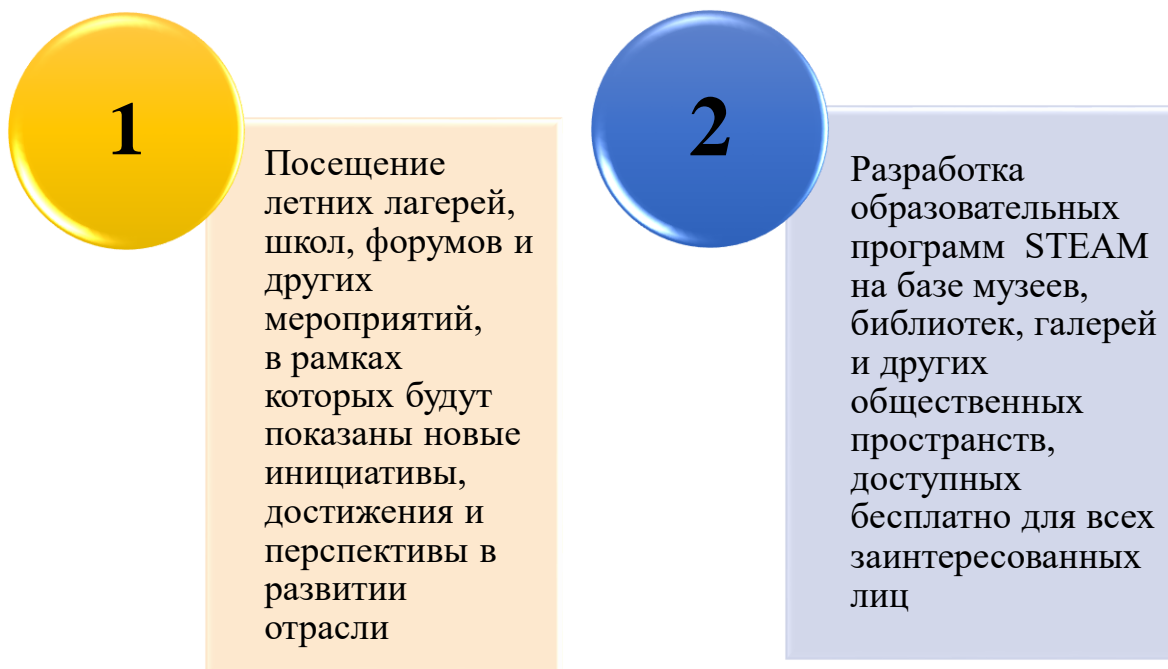 1
Посещение
летних лагерей,
школ, форумов и
других
мероприятий,
в рамках
которых будут
показаны новые
инициативы,
достижения и
перспективы в
развитии
отрасли
2
Разработка
образовательных
программ  STEAM
на базе музеев,
библиотек, галерей
и других
общественных
пространств,
доступных
бесплатно для всех
заинтересованных
лиц